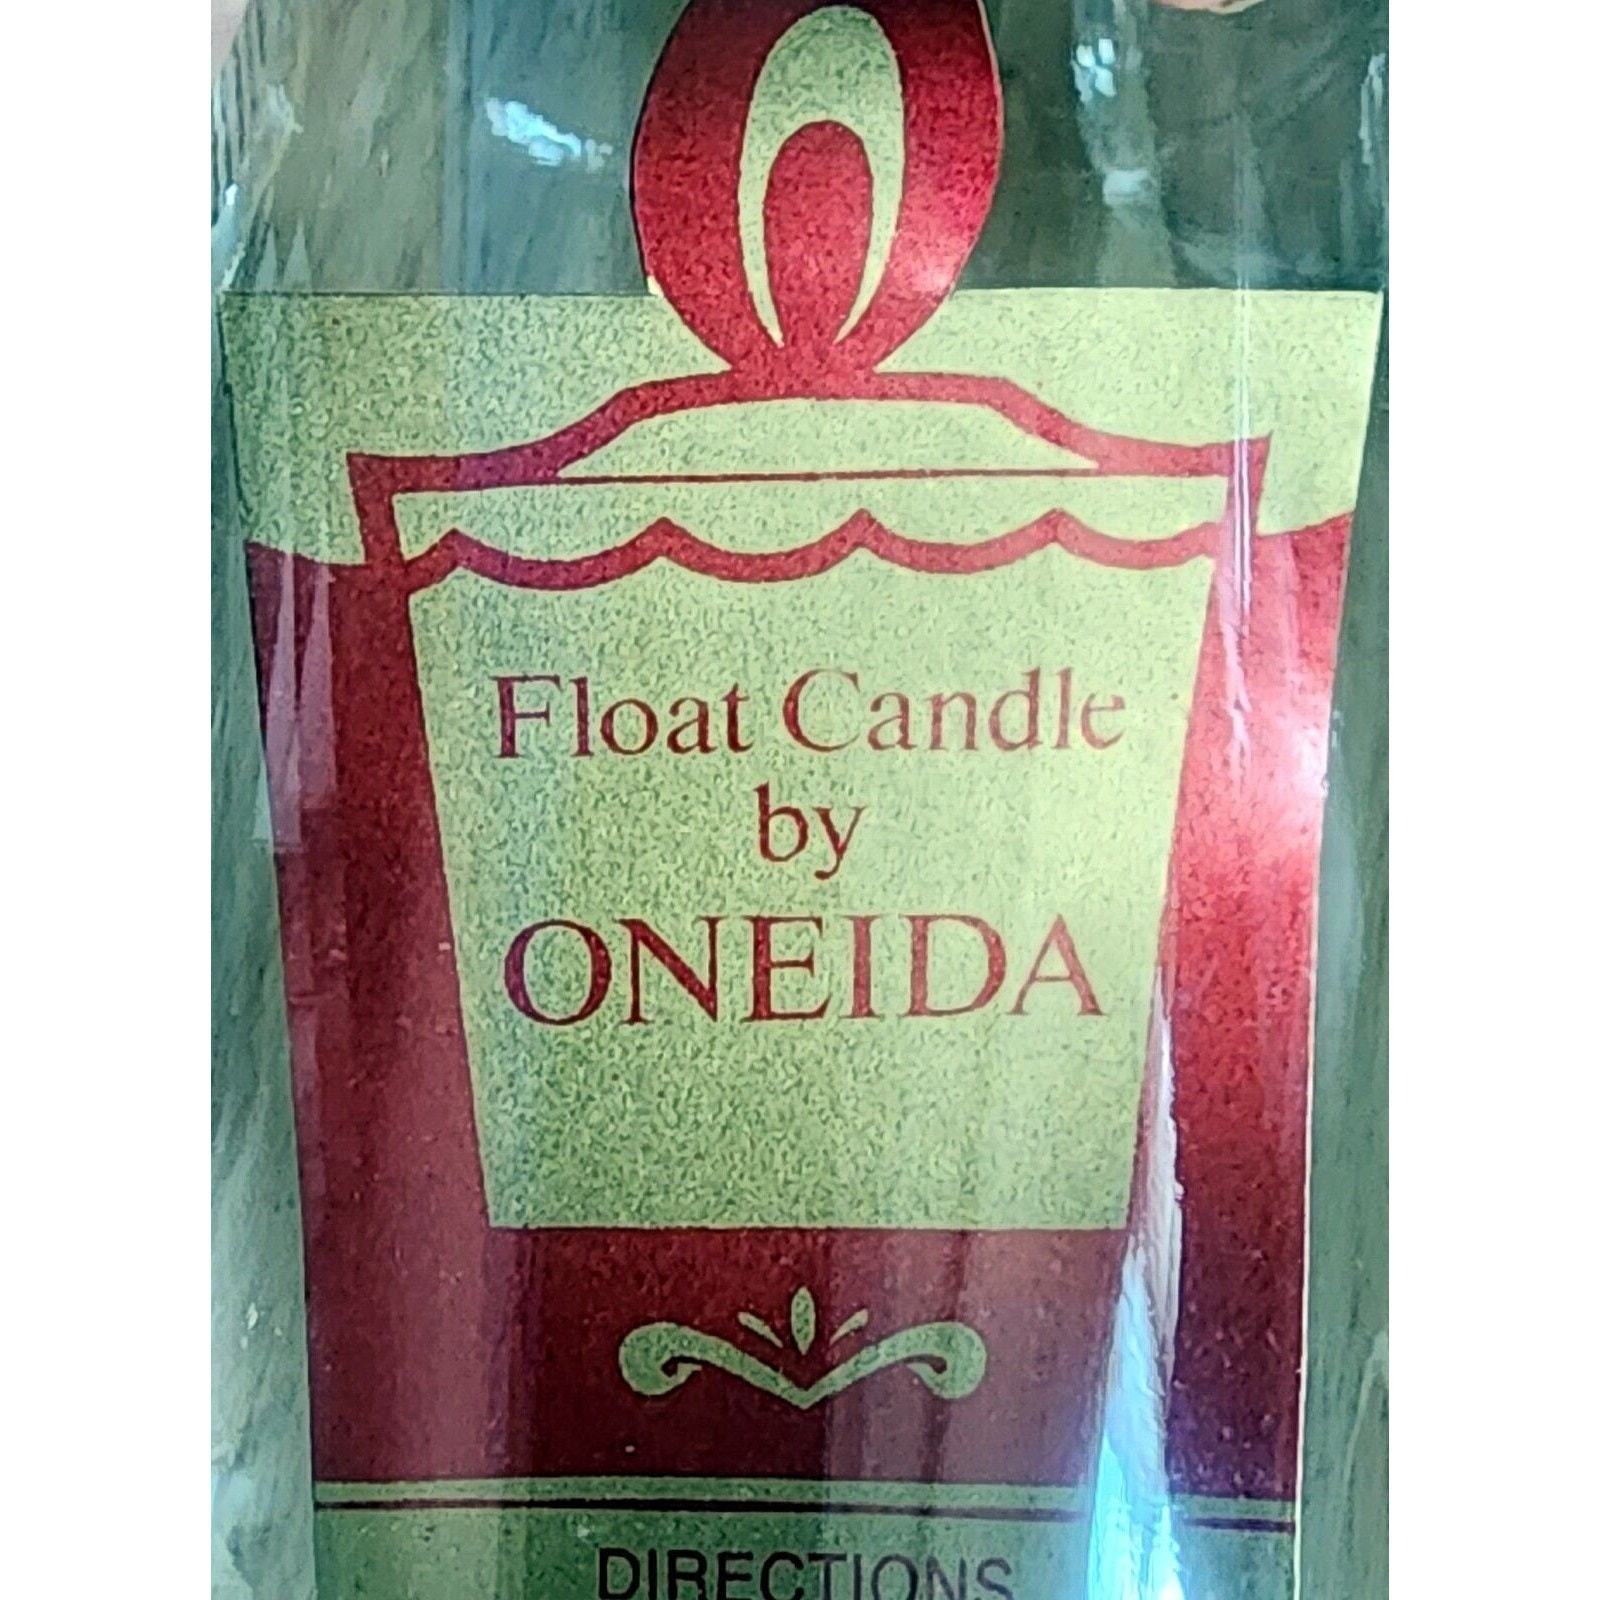 Float Candle
by
ONEIDA
DIRECTIONS